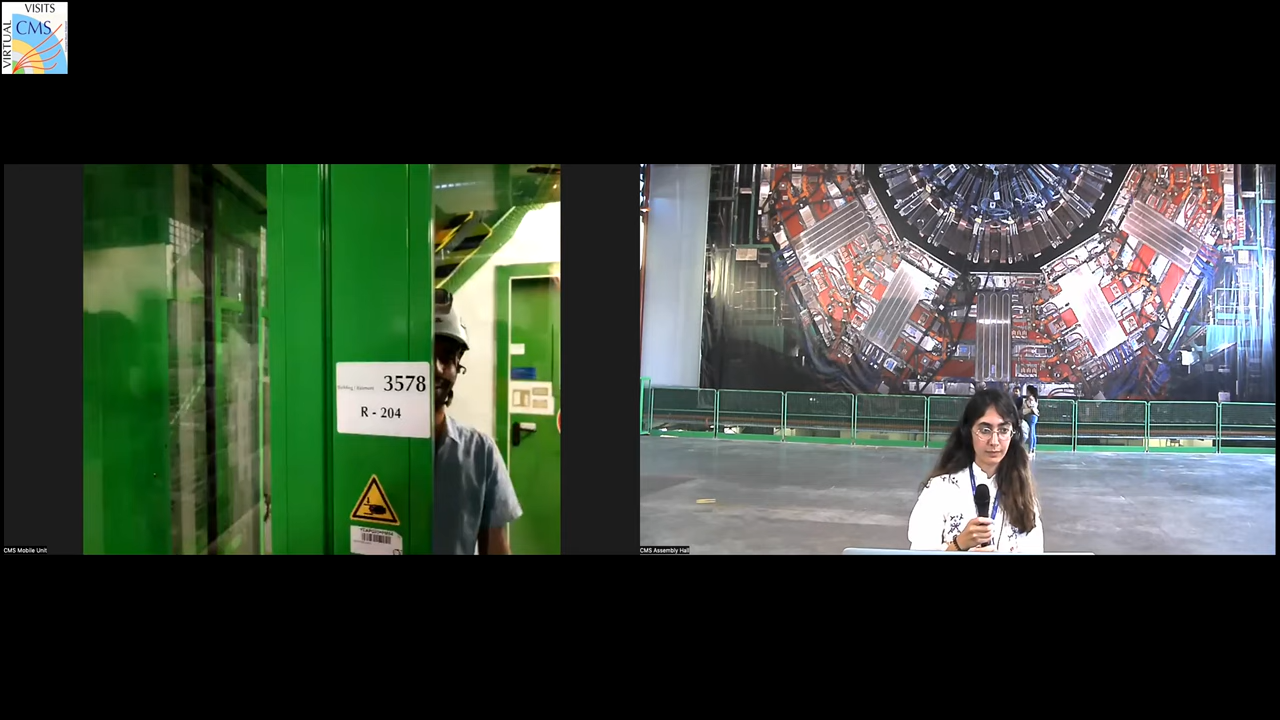 VISITS
VIRTUAL
CMS
3578
R - 204
CMS Mobile Unit
CMS Assembly Hall